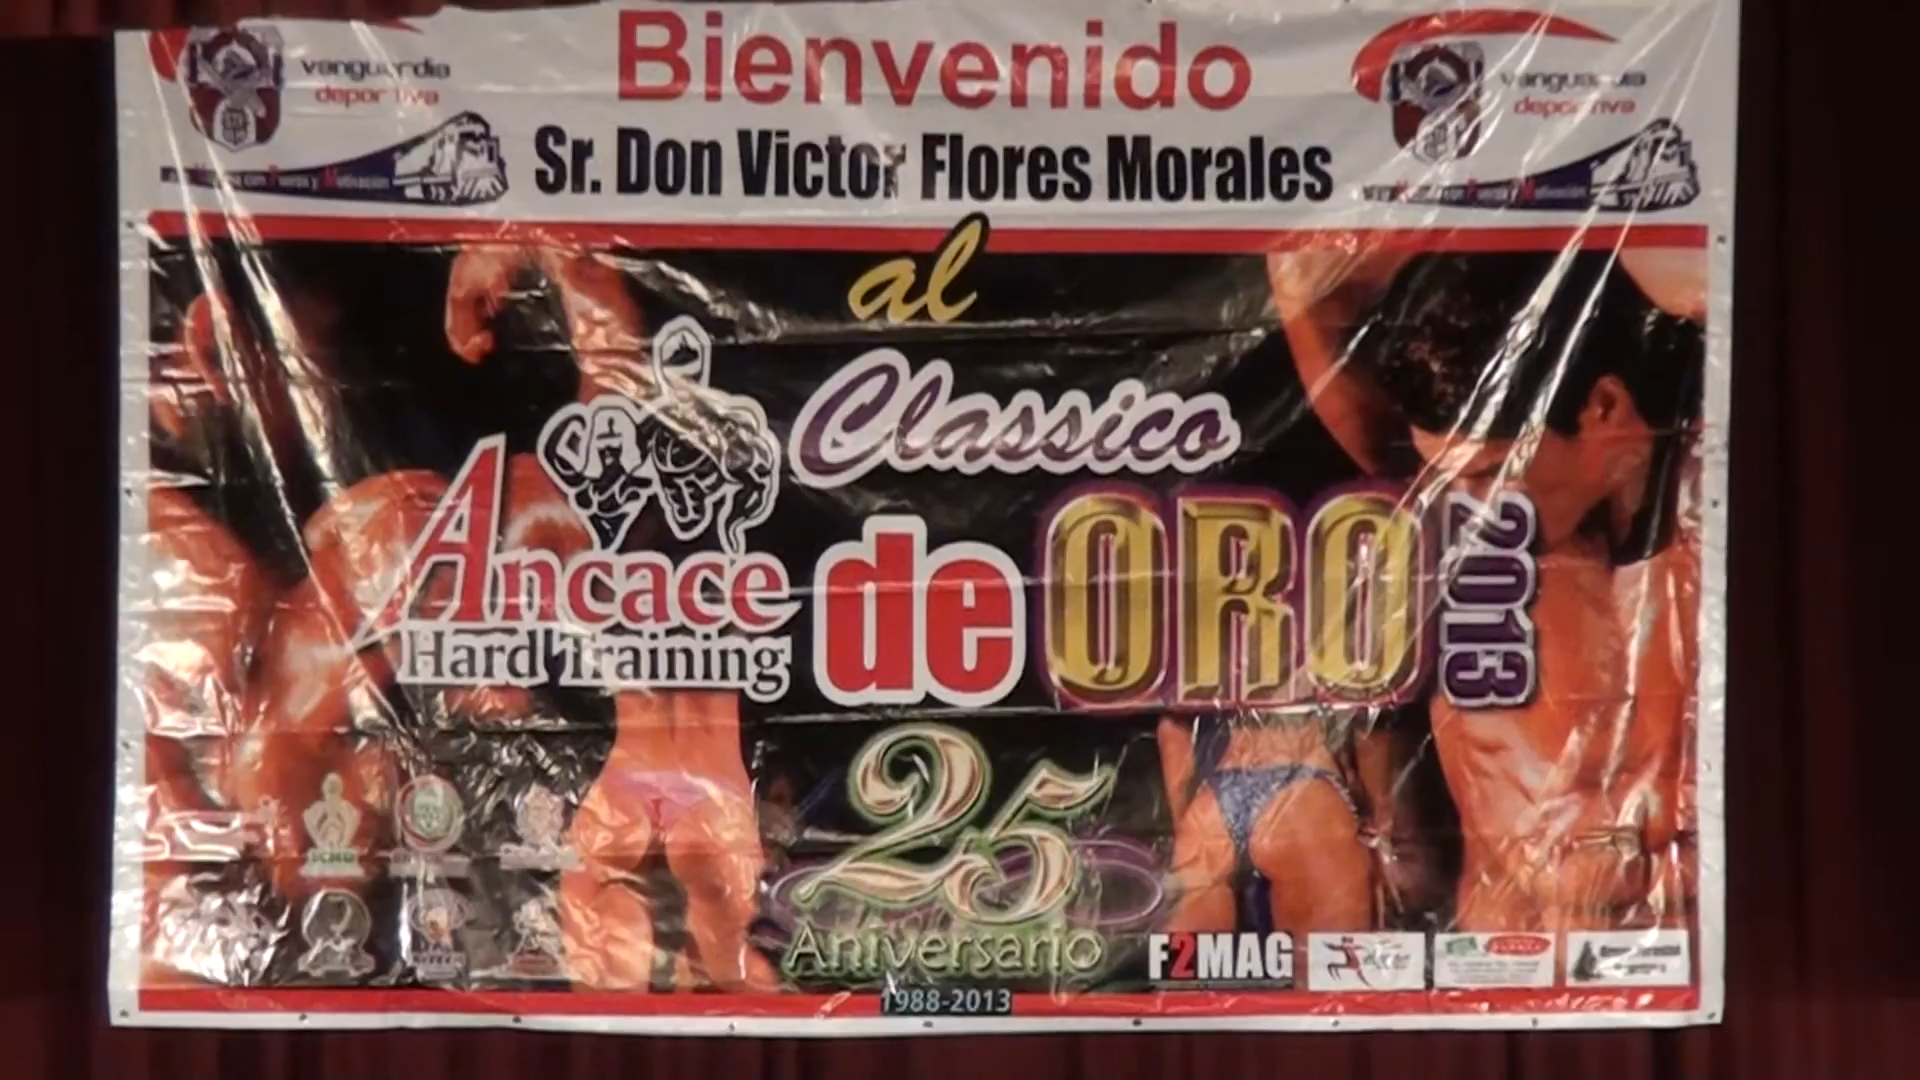 vanguardia
deportiva
Bienvenido
Sr. Don Victor Flores Morales
vanguardia
deportiva
al
Classico
Ancace
Hard Training
de ORO
2013
25
Aniversario
1988-2013
F2MAG